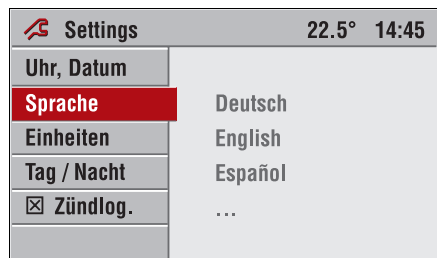 Settings 22.5° 14:45
Uhr, Datum
Sprache Deutsch
Einheiten English
Tag / Nacht Español
☒ Zündlog. ...